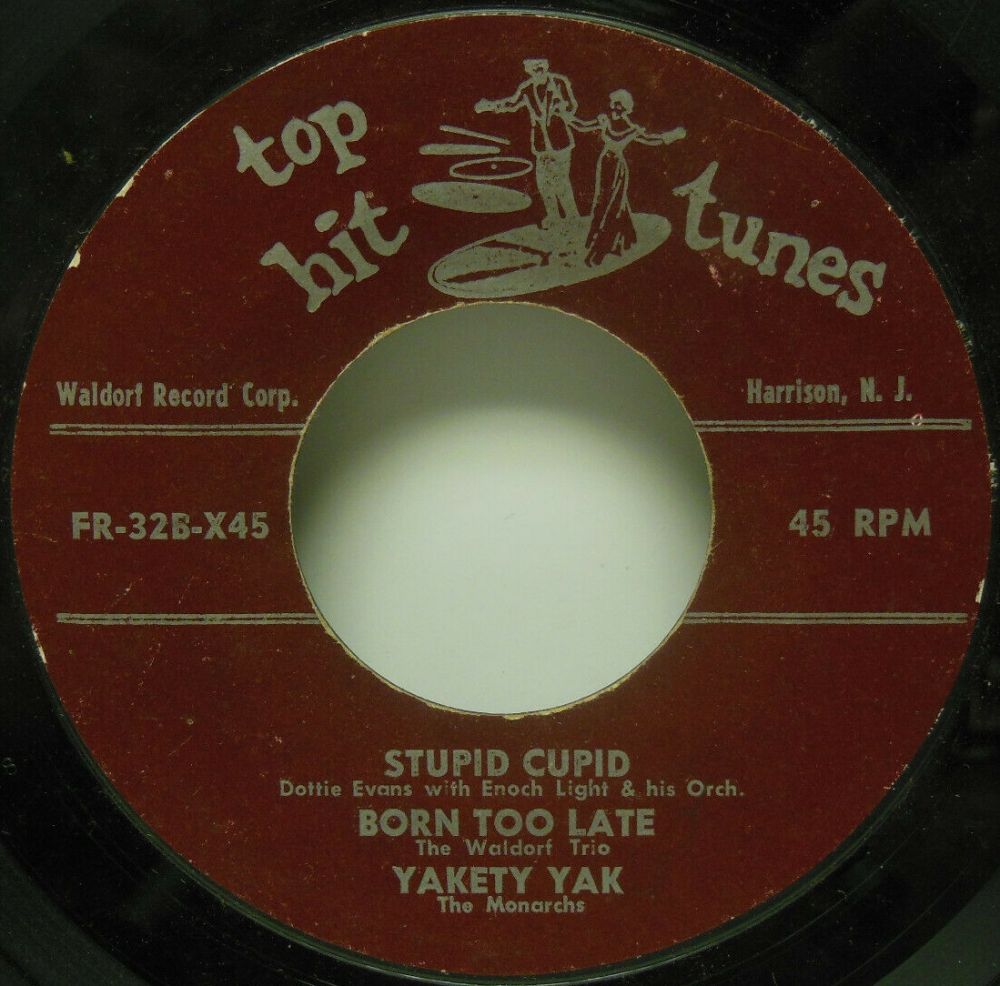 top
hit
tunes
Waldorf Record Corp.
Harrison, N. J.
FR-32B-X45
45 RPM
STUPID CUPID
Dottie Evans with Enoch Light & his Orch.
BORN TOO LATE
The Waldorf Trio
YAKETY YAK
The Monarchs